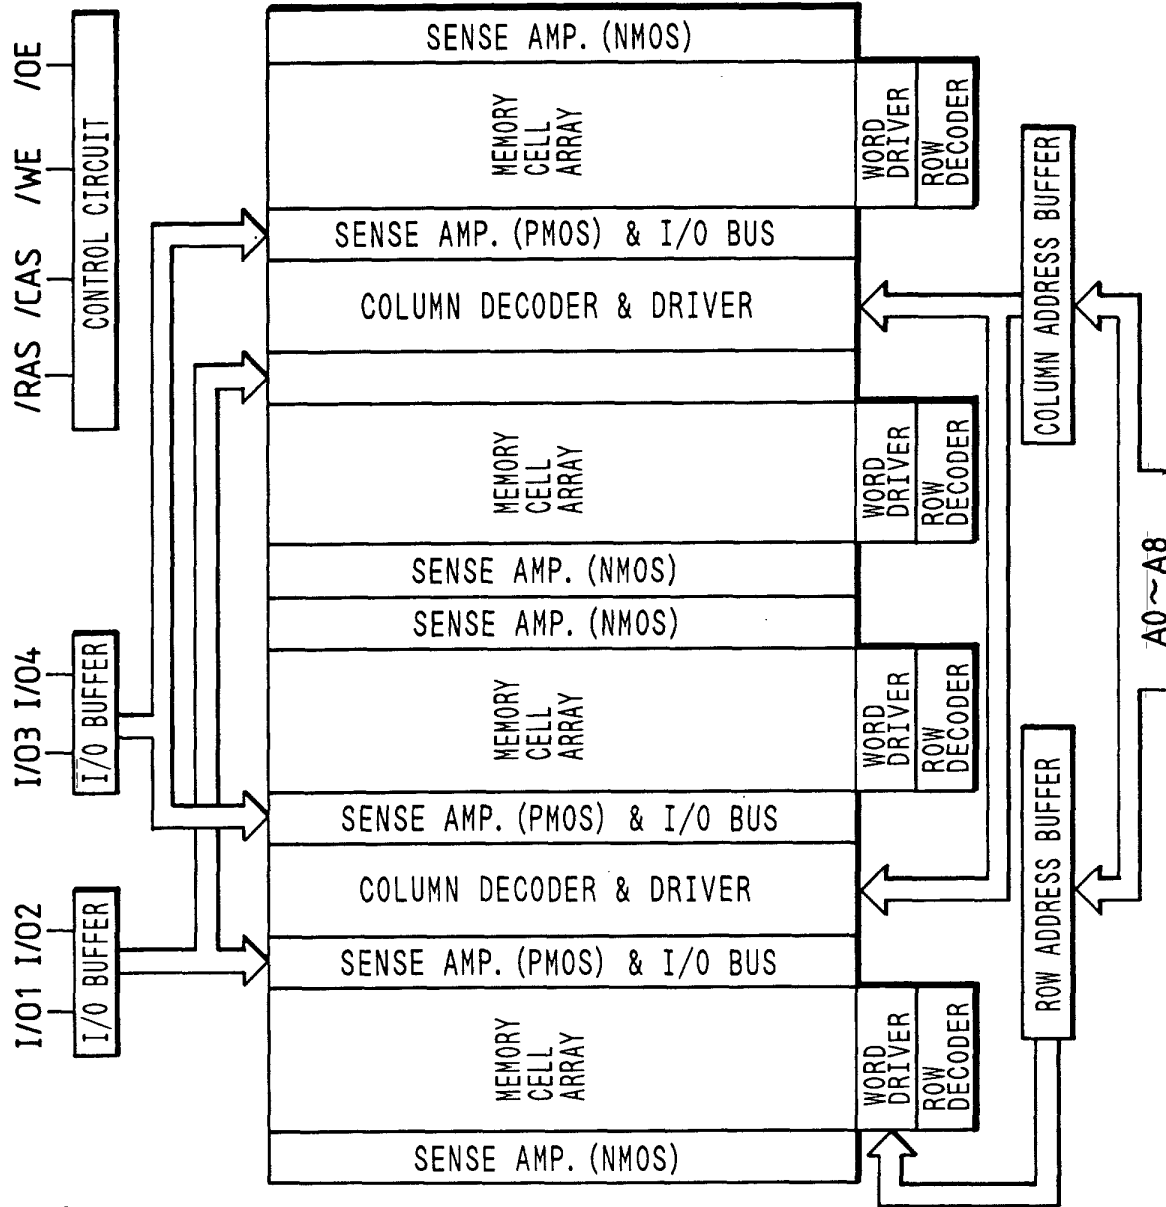 /RAS /CAS /WE /OE
CONTROL CIRCUIT
I/O1 I/O2
I/O BUFFER
I/O3 I/O4
I/O BUFFER
SENSE AMP. (NMOS)
MEMORY
CELL
ARRAY
WORD
DRIVER
ROW
DECODER
SENSE AMP. (PMOS) & I/O BUS
COLUMN DECODER & DRIVER
MEMORY
CELL
ARRAY
WORD
DRIVER
ROW
DECODER
SENSE AMP. (NMOS)
SENSE AMP. (NMOS)
MEMORY
CELL
ARRAY
WORD
DRIVER
ROW
DECODER
SENSE AMP. (PMOS) & I/O BUS
COLUMN DECODER & DRIVER
SENSE AMP. (PMOS) & I/O BUS
MEMORY
CELL
ARRAY
WORD
DRIVER
ROW
DECODER
SENSE AMP. (NMOS)
COLUMN ADDRESS BUFFER
ROW ADDRESS BUFFER
A0~A8